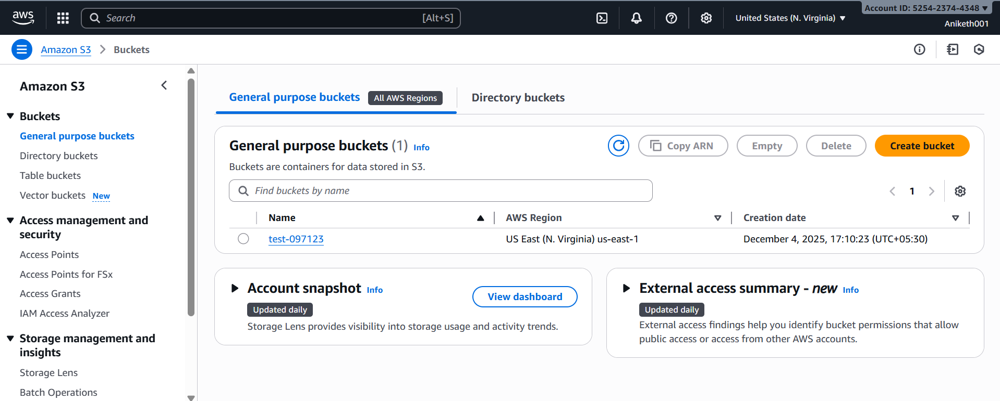 aws
Search [Alt+S]
United States (N. Virginia)
Account ID: 5254-2374-4348
Aniketh001
Amazon S3 > Buckets
Amazon S3
Buckets
General purpose buckets
Directory buckets
Table buckets
Vector buckets New
Access management and
security
Access Points
Access Points for FSx
Access Grants
IAM Access Analyzer
Storage management and
insights
Storage Lens
Batch Operations
General purpose buckets All AWS Regions
Directory buckets
General purpose buckets (1) Info
Copy ARN
Empty
Delete
Create bucket
Buckets are containers for data stored in S3.
Find buckets by name
1
Name AWS Region Creation date
test-097123 US East (N. Virginia) us-east-1 December 4, 2025, 17:10:23 (UTC+05:30)
Account snapshot Info
View dashboard
Updated daily
Storage Lens provides visibility into storage usage and activity trends.
External access summary - new Info
Updated daily
External access findings help you identify bucket permissions that allow
public access or access from other AWS accounts.